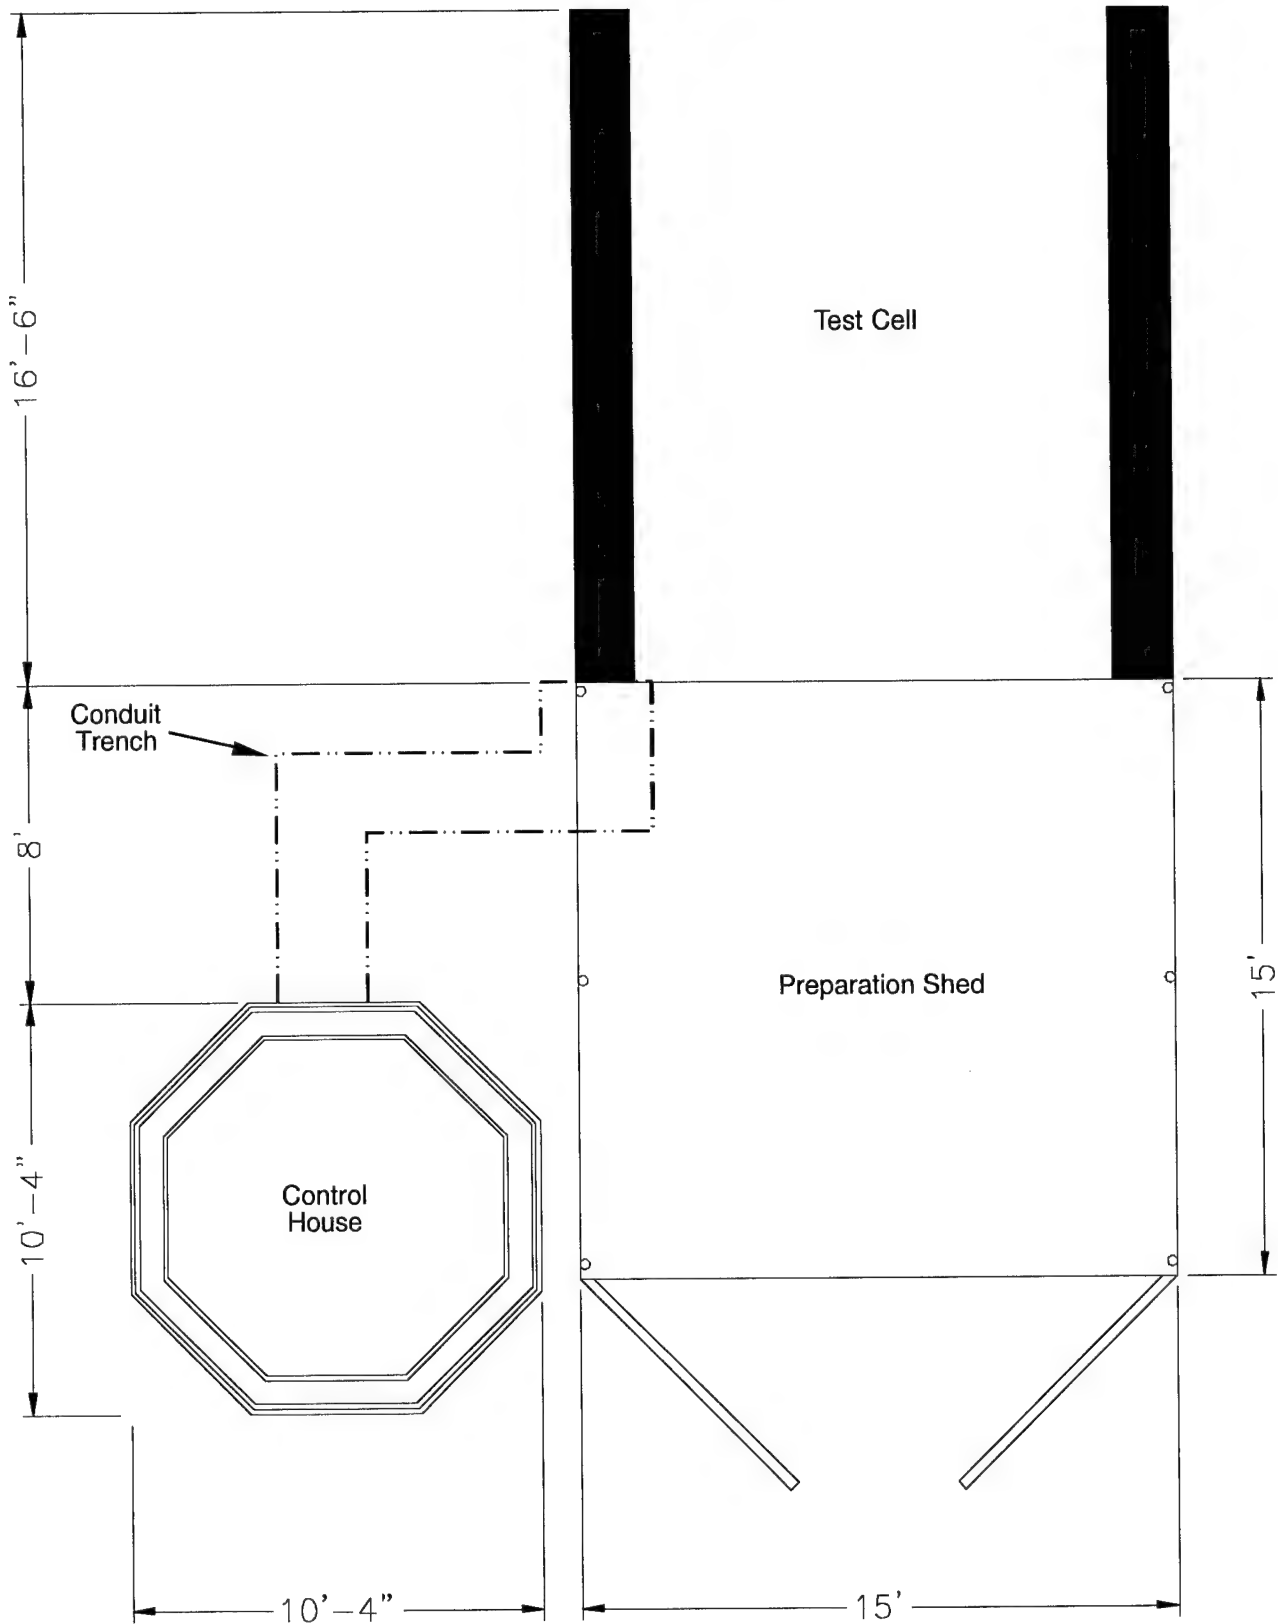 16'-6"
Test Cell
Conduit
Trench
8'
Preparation Shed
15'
Control
House
10'-4"
10'-4"
15'